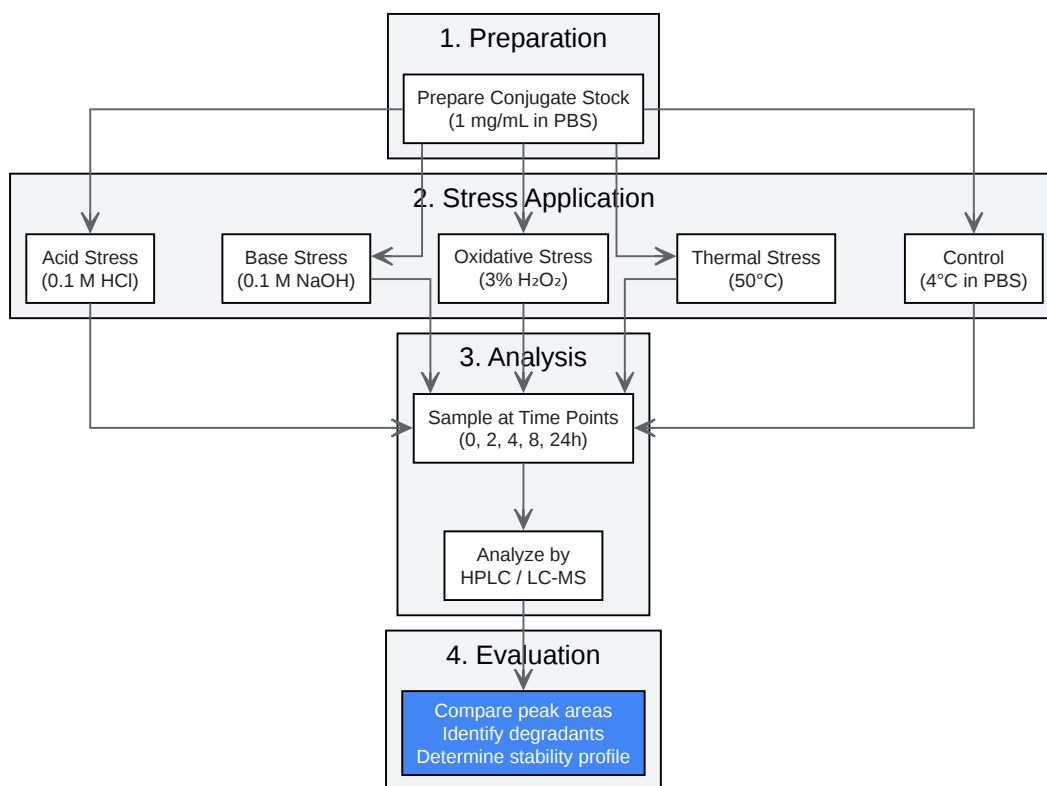 1. Preparation
Prepare Conjugate Stock
(1 mg/mL in PBS)
2. Stress Application
Acid Stress
(0.1 M HCl)
Base Stress
(0.1 M NaOH)
Oxidative Stress
(3% H₂O₂)
Thermal Stress
(50°C)
Control
(4°C in PBS)
3. Analysis
Sample at Time Points
(0, 2, 4, 8, 24h)
Analyze by
HPLC / LC-MS
4. Evaluation
Compare peak areas
Identify degradants
Determine stability profile